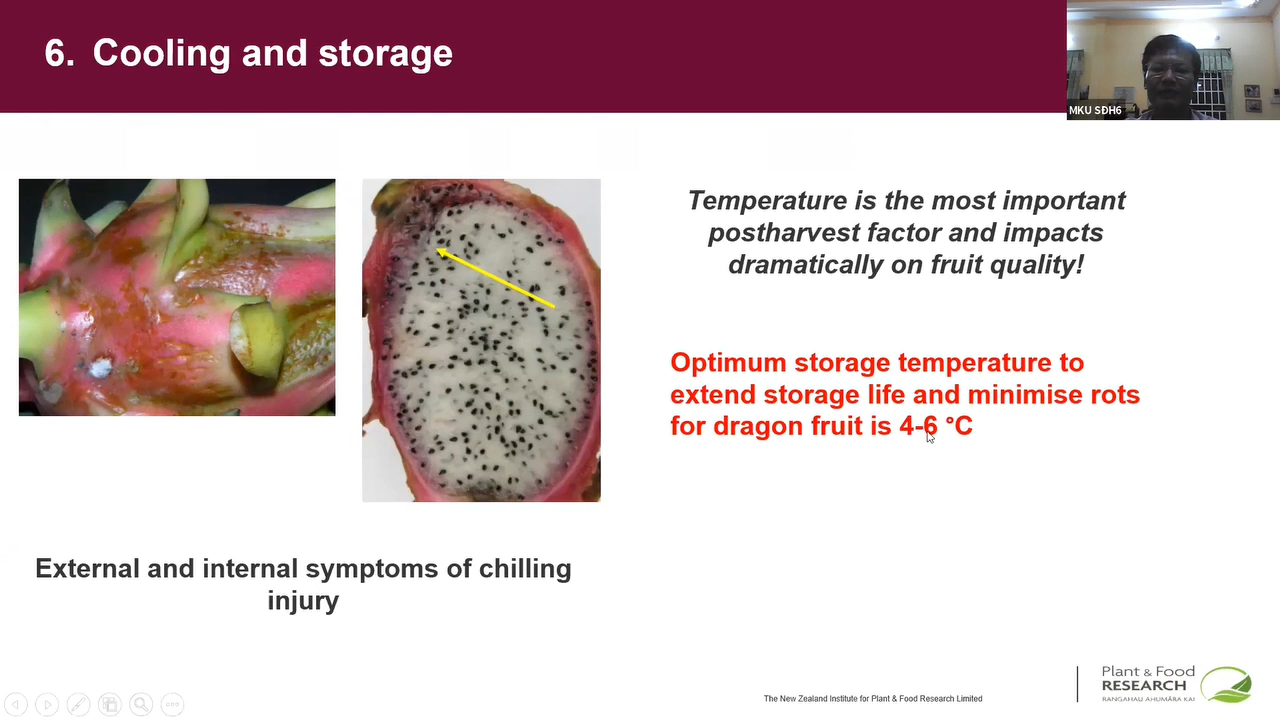 6. Cooling and storage
MKU SĐH6
Temperature is the most important
postharvest factor and impacts
dramatically on fruit quality!
Optimum storage temperature to
extend storage life and minimise rots
for dragon fruit is 4-6 °C
External and internal symptoms of chilling
injury
The New Zealand Institute for Plant & Food Research Limited
Plant & Food
RESEARCH
RANGAHAU AHUMĀRA KAI